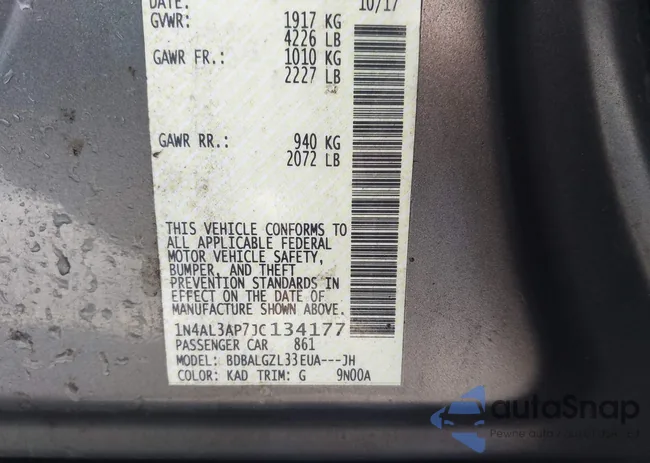 DATE: 10/17
GVWR: 1917 KG
4226 LB
GAWR FR.: 1010 KG
2227 LB
GAWR RR.: 940 KG
2072 LB
THIS VEHICLE CONFORMS TO
ALL APPLICABLE FEDERAL
MOTOR VEHICLE SAFETY,
BUMPER, AND THEFT
PREVENTION STANDARDS IN
EFFECT ON THE DATE OF
MANUFACTURE SHOWN ABOVE.
1N4AL3AP7JC134177
PASSENGER CAR 861
MODEL: BDBALGZL33EUA---JH
COLOR: KAD TRIM: G 9N00A
autoSnap
Pewne auto